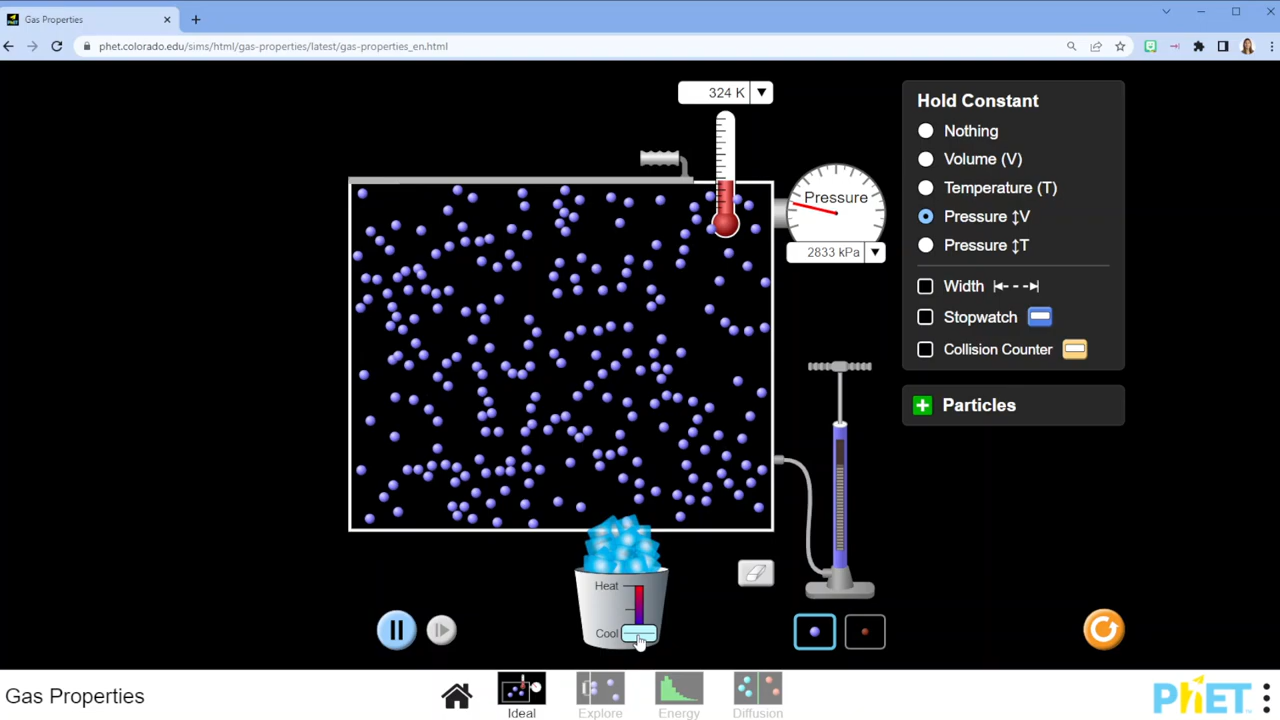 Gas Properties
phet.colorado.edu/sims/html/gas-properties/latest/gas-properties_en.html
324 K
Hold Constant
Nothing
Volume (V)
Temperature (T)
Pressure ↕V
Pressure ↕T
Width
Stopwatch
Collision Counter
Particles
Pressure
2833 kPa
Heat
Cool
Gas Properties
Ideal
Explore
Energy
Diffusion
PhET